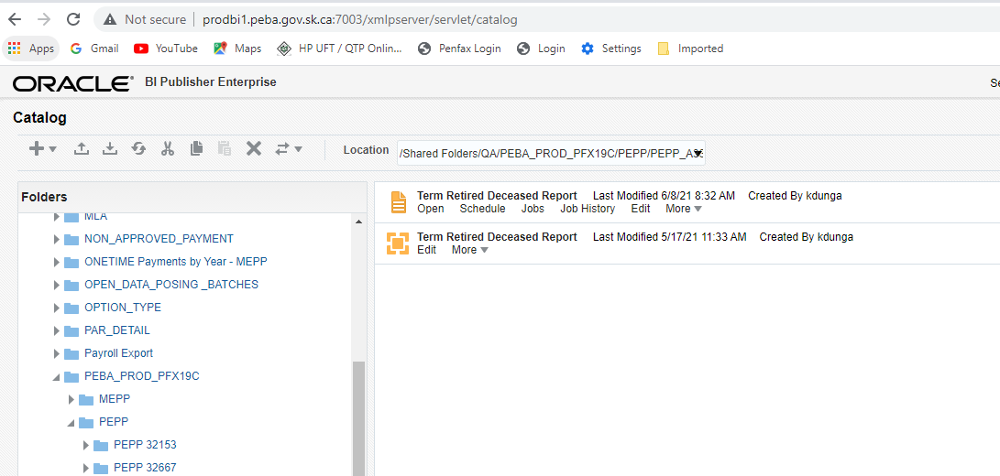 Not secure | prodbi1.peba.gov.sk.ca:7003/xmlpserver/servlet/catalog
Apps Gmail YouTube Maps HP UFT / QTP Onlin... Penfax Login Login Settings Imported
ORACLE BI Publisher Enterprise
Catalog
Location /Shared Folders/QA/PEBA_PROD_PFX19C/PEPP/PEPP_A
Folders
MLA
NON_APPROVED_PAYMENT
ONETIME Payments by Year - MEPP
OPEN_DATA_POSING _BATCHES
OPTION_TYPE
PAR_DETAIL
Payroll Export
PEBA_PROD_PFX19C
MEPP
PEPP
PEPP 32153
PEPP 32667
Term Retired Deceased Report Last Modified 6/8/21 8:32 AM Created By kdunga
Open Schedule Jobs Job History Edit More
Term Retired Deceased Report Last Modified 5/17/21 11:33 AM Created By kdunga
Edit More